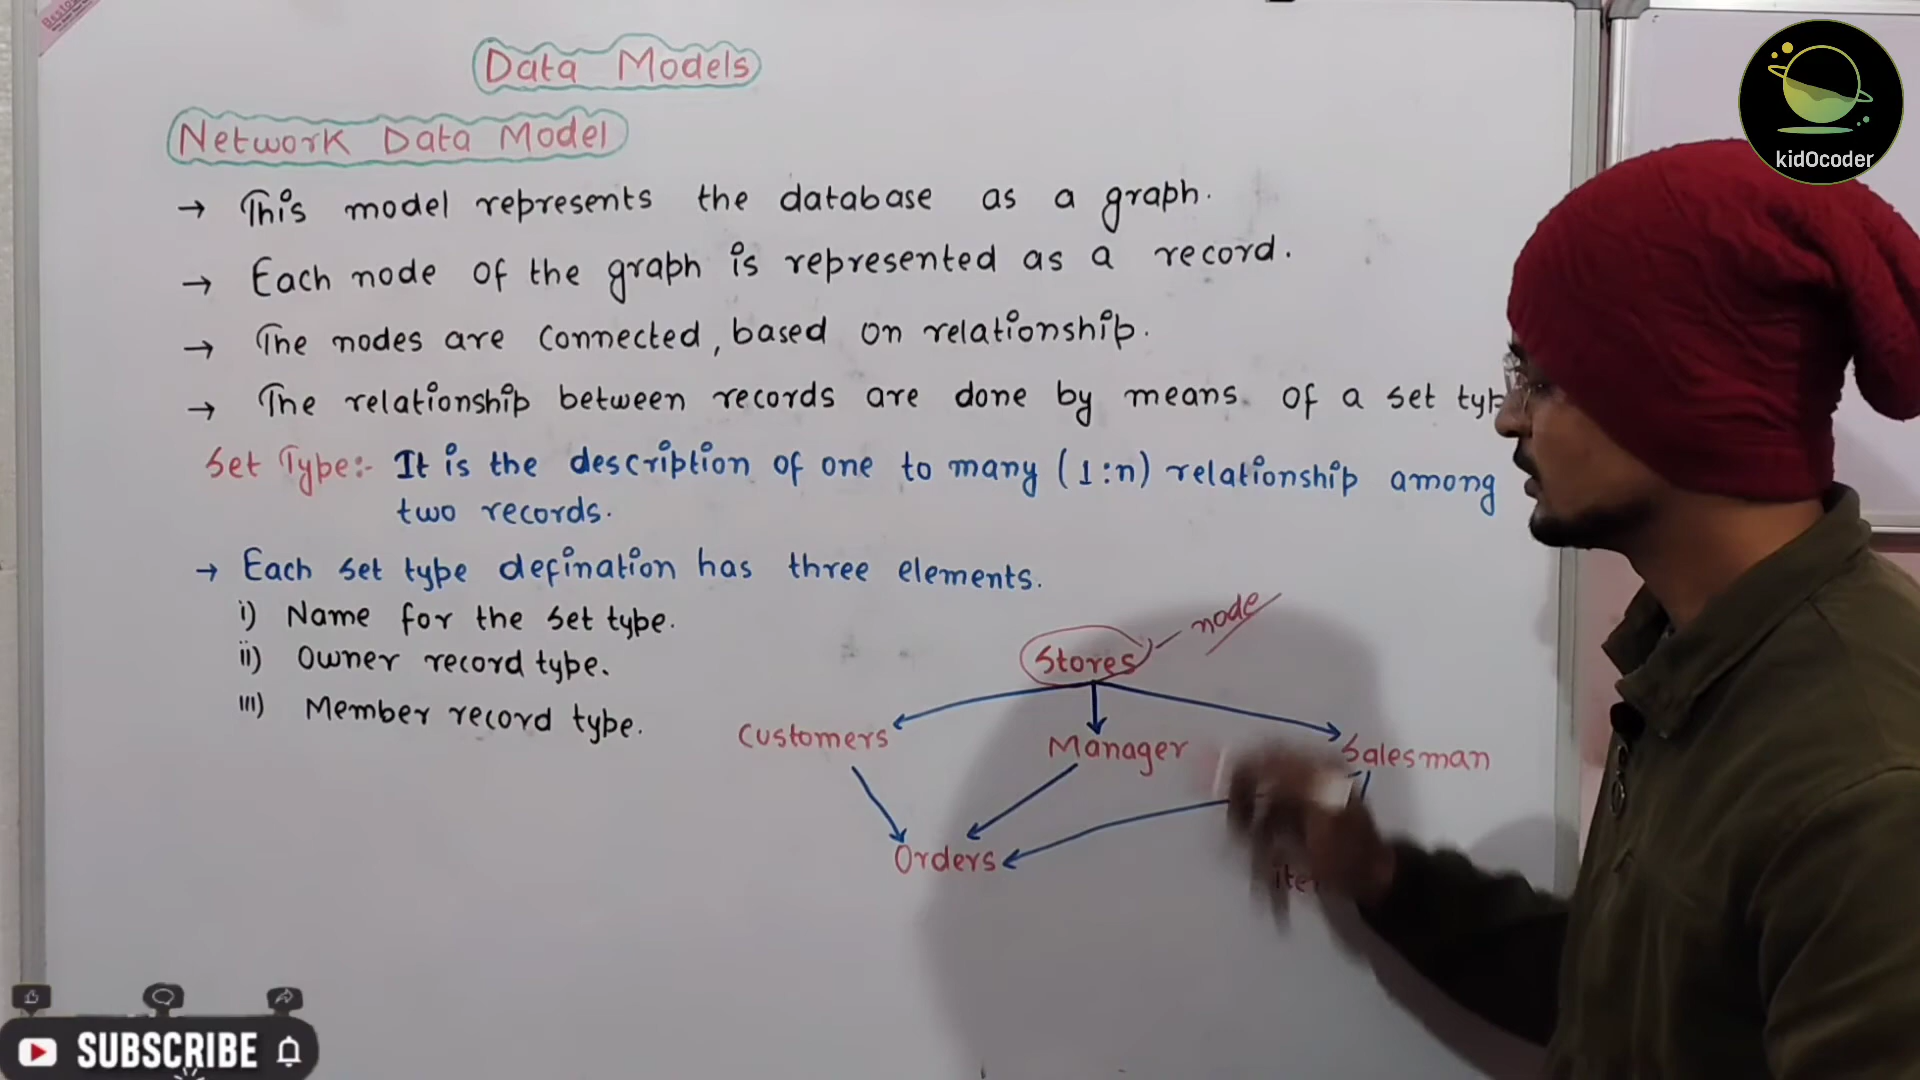 Data Models
Network Data Model
→ This model represents the database as a graph.
→ Each node of the graph is represented as a record.
→ The nodes are connected, based on relationship.
→ The relationship between records are done by means of a set typ
Set Type:- It is the description of one to many (1:n) relationship among
two records.
→ Each set type defination has three elements.
i) Name for the set type.
ii) Owner record type.
iii) Member record type.
node
Stores
Customers
Manager
Salesman
Orders
kid0coder
SUBSCRIBE